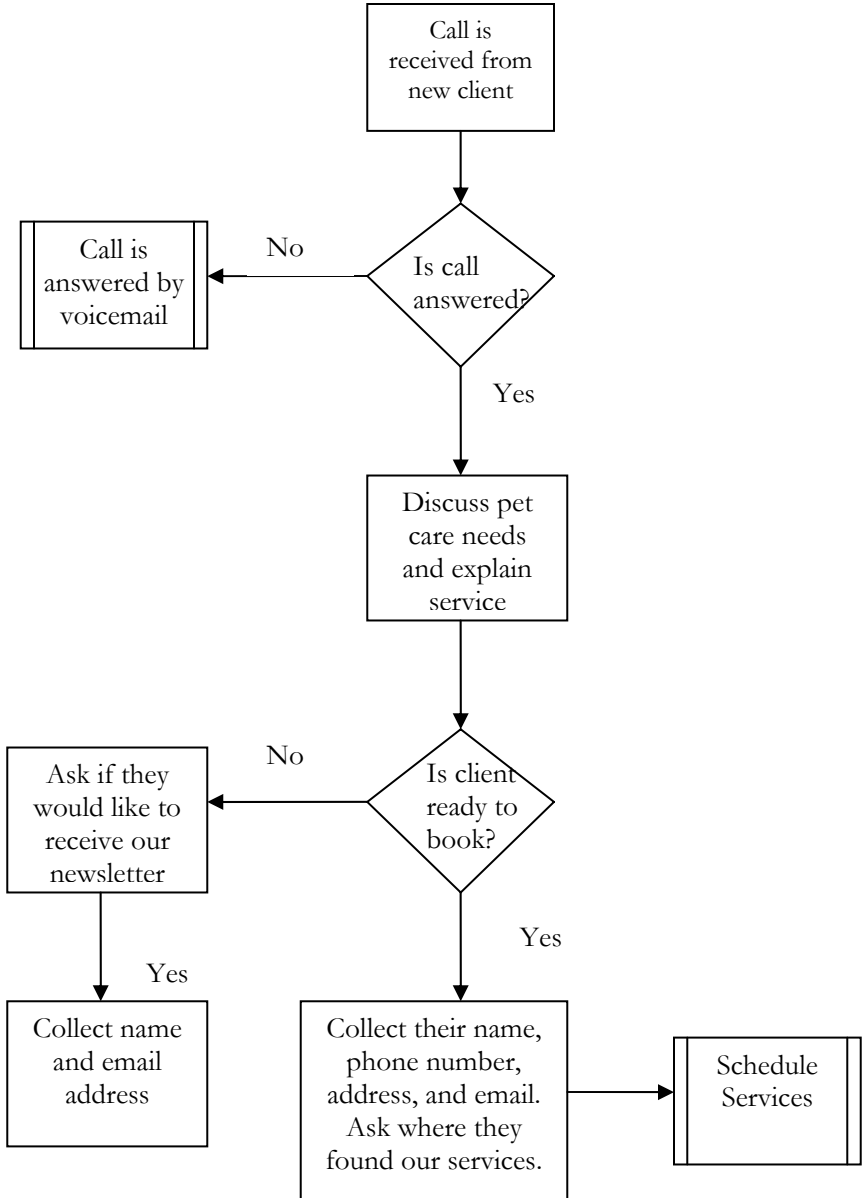 Call is
received from
new client
No
Call is
answered by
voicemail
Is call
answered?
Yes
Discuss pet
care needs
and explain
service
No
Ask if they
would like to
receive our
newsletter
Is client
ready to
book?
Yes
Yes
Collect name
and email
address
Collect their name,
phone number,
address, and email.
Ask where they
found our services.
Schedule
Services